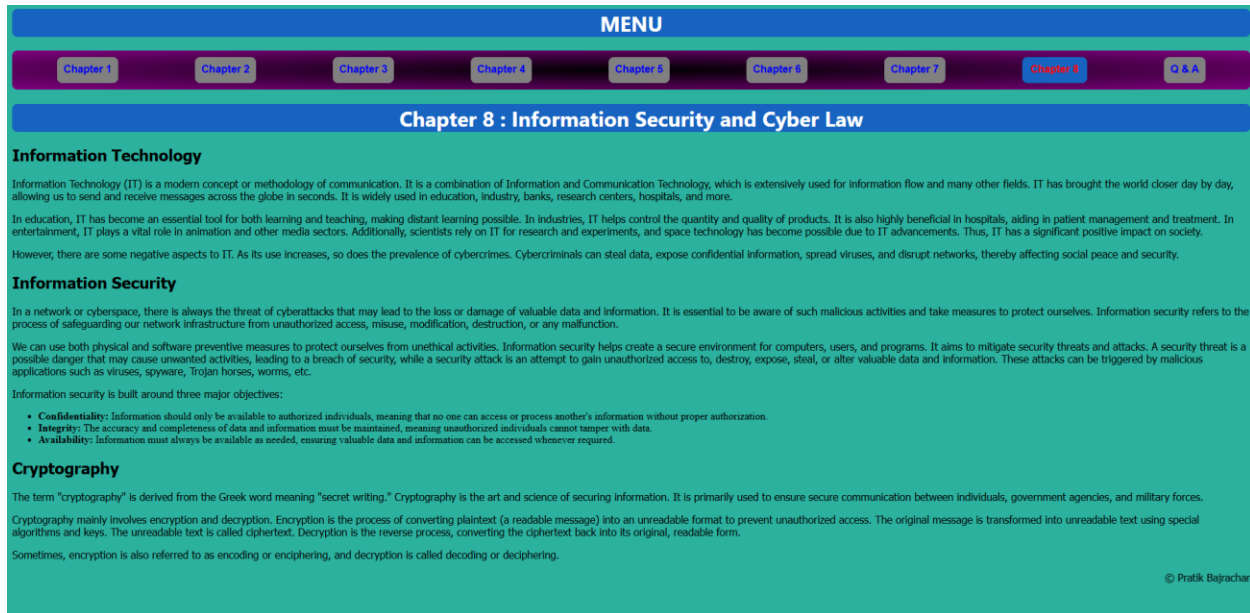 MENU
Chapter 1 Chapter 2 Chapter 3 Chapter 4 Chapter 5 Chapter 6 Chapter 7 Chapter 8 Q & A
Chapter 8 : Information Security and Cyber Law
Information Technology
Information Technology (IT) is a modern concept or methodology of communication. It is a combination of Information and Communication Technology, which is extensively used for information flow and many other fields. IT has brought the world closer day by day,
allowing us to send and receive messages across the globe in seconds. It is widely used in education, industry, banks, research centers, hospitals, and more.
In education, IT has become an essential tool for both learning and teaching, making distant learning possible. In industries, IT helps control the quantity and quality of products. It is also highly beneficial in hospitals, aiding in patient management and treatment. In
entertainment, IT plays a vital role in animation and other media sectors. Additionally, scientists rely on IT for research and experiments, and space technology has become possible due to IT advancements. Thus, IT has a significant positive impact on society.
However, there are some negative aspects to IT. As its use increases, so does the prevalence of cybercrimes. Cybercriminals can steal data, expose confidential information, spread viruses, and disrupt networks, thereby affecting social peace and security.
Information Security
In a network or cyberspace, there is always the threat of cyberattacks that may lead to the loss or damage of valuable data and information. It is essential to be aware of such malicious activities and take measures to protect ourselves. Information security refers to the
process of safeguarding our network infrastructure from unauthorized access, misuse, modification, destruction, or any malfunction.
We can use both physical and software preventive measures to protect ourselves from unethical activities. Information security helps create a secure environment for computers, users, and programs. It aims to mitigate security threats and attacks. A security threat is a
possible danger that may cause unwanted activities, leading to a breach of security, while a security attack is an attempt to gain unauthorized access to, destroy, expose, steal, or alter valuable data and information. These attacks can be triggered by malicious
applications such as viruses, spyware, Trojan horses, worms, etc.
Information security is built around three major objectives:
• Confidentiality: Information should only be available to authorized individuals, meaning that no one can access or process another's information without proper authorization.
• Integrity: The accuracy and completeness of data and information must be maintained, meaning unauthorized individuals cannot tamper with data.
• Availability: Information must always be available as needed, ensuring valuable data and information can be accessed whenever required.
Cryptography
The term "cryptography" is derived from the Greek word meaning "secret writing." Cryptography is the art and science of securing information. It is primarily used to ensure secure communication between individuals, government agencies, and military forces.
Cryptography mainly involves encryption and decryption. Encryption is the process of converting plaintext (a readable message) into an unreadable format to prevent unauthorized access. The original message is transformed into unreadable text using special
algorithms and keys. The unreadable text is called ciphertext. Decryption is the reverse process, converting the ciphertext back into its original, readable form.
Sometimes, encryption is also referred to as encoding or enciphering, and decryption is called decoding or deciphering.
© Pratik Bajrachar